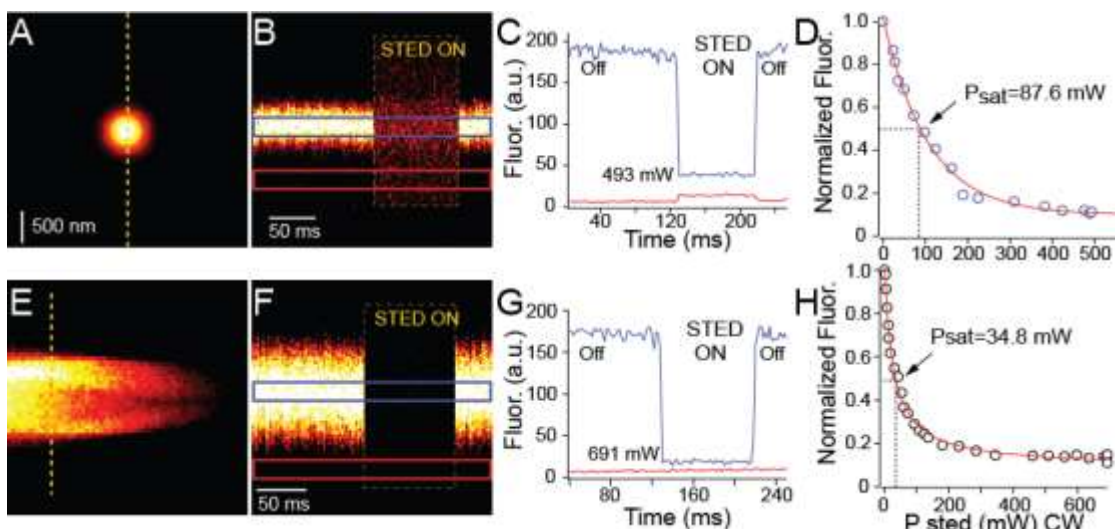 A
500 nm
B
STED ON
50 ms
C
Fluor. (a.u.)
200
150
100
50
0
Off
STED
ON
Off
493 mW
40
120
200
Time (ms)
D
Normalized Fluor.
1.0
0.8
0.6
0.4
0.2
0
Psat=87.6 mW
0
100
200
300
400
500
E
F
STED ON
50 ms
G
Fluor. (a.u.)
200
150
100
50
0
Off
STED
ON
Off
691 mW
80
160
240
Time (ms)
H
Normalized Fluor.
1.0
0.8
0.6
0.4
0.2
0
Psat=34.8 mW
0
200
400
600
P sted (mW) CW